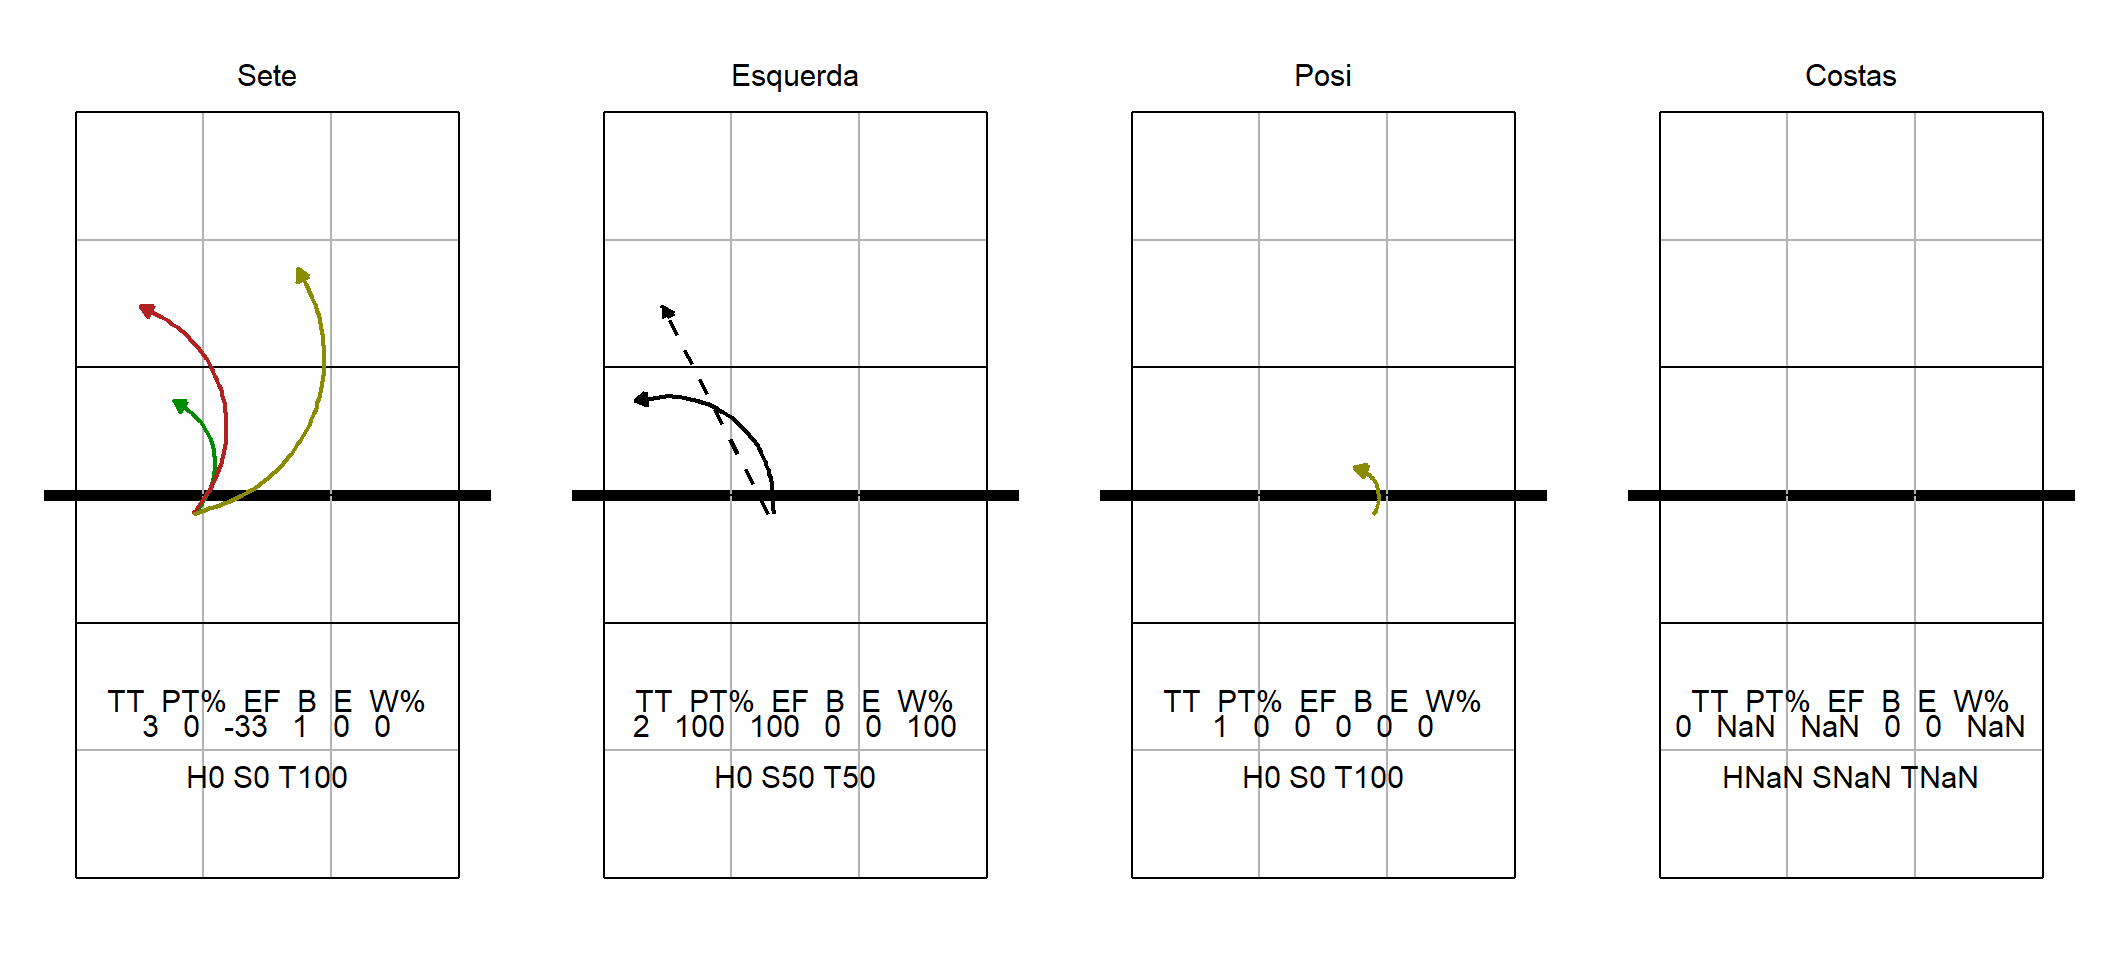 Sete
TT PT% EF B E W%
3 0 -33 1 0 0
H0 S0 T100
Esquerda
TT PT% EF B E W%
2 100 100 0 0 100
H0 S50 T50
Posi
TT PT% EF B E W%
1 0 0 0 0 0
H0 S0 T100
Costas
TT PT% EF B E W%
0 NaN NaN 0 0 NaN
HNaN SNaN TNaN